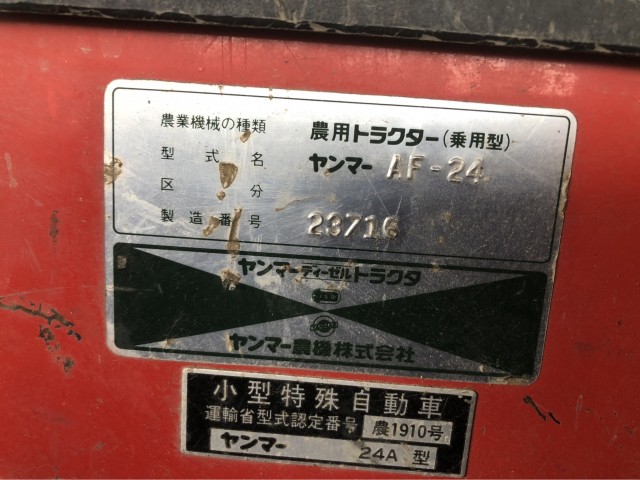 農業機械の種類 農用トラクター(乗用型)
型式名 ヤンマー AF-24
区分
製造番号 23716
ヤンマーディーゼルトラクタ
ヤンマー農機株式会社
小型特殊自動車
運輸省型式認定番号 農1910号
ヤンマー 24A型